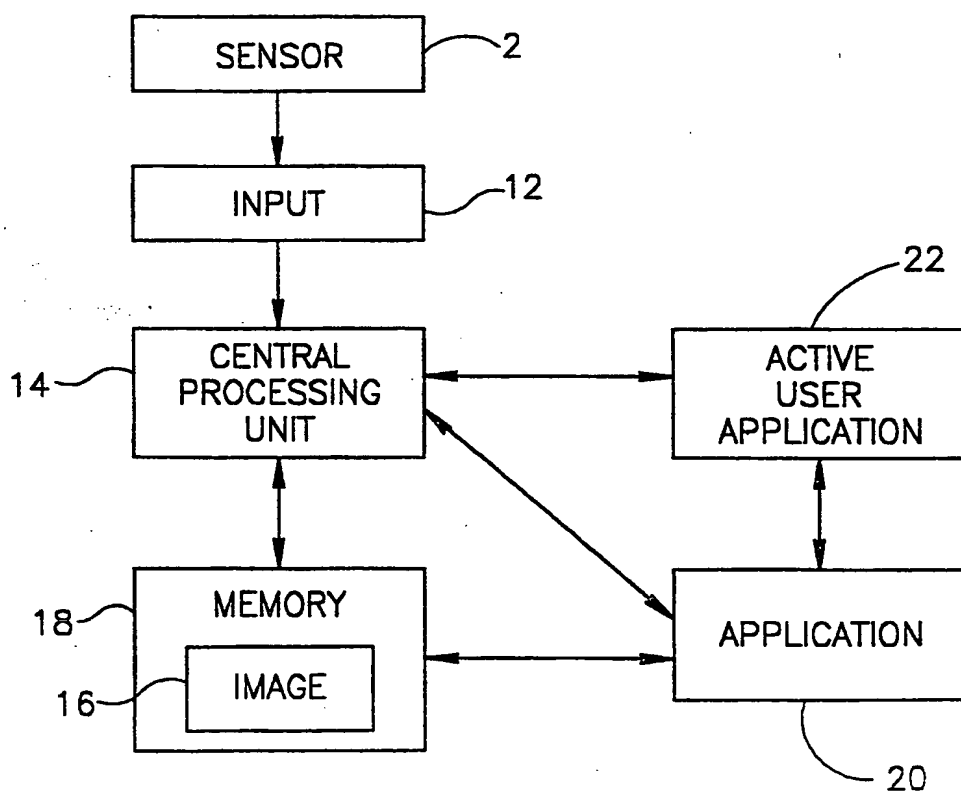 SENSOR
2
INPUT
12
22
14
CENTRAL
PROCESSING
UNIT
ACTIVE
USER
APPLICATION
18
MEMORY
APPLICATION
16
IMAGE
20